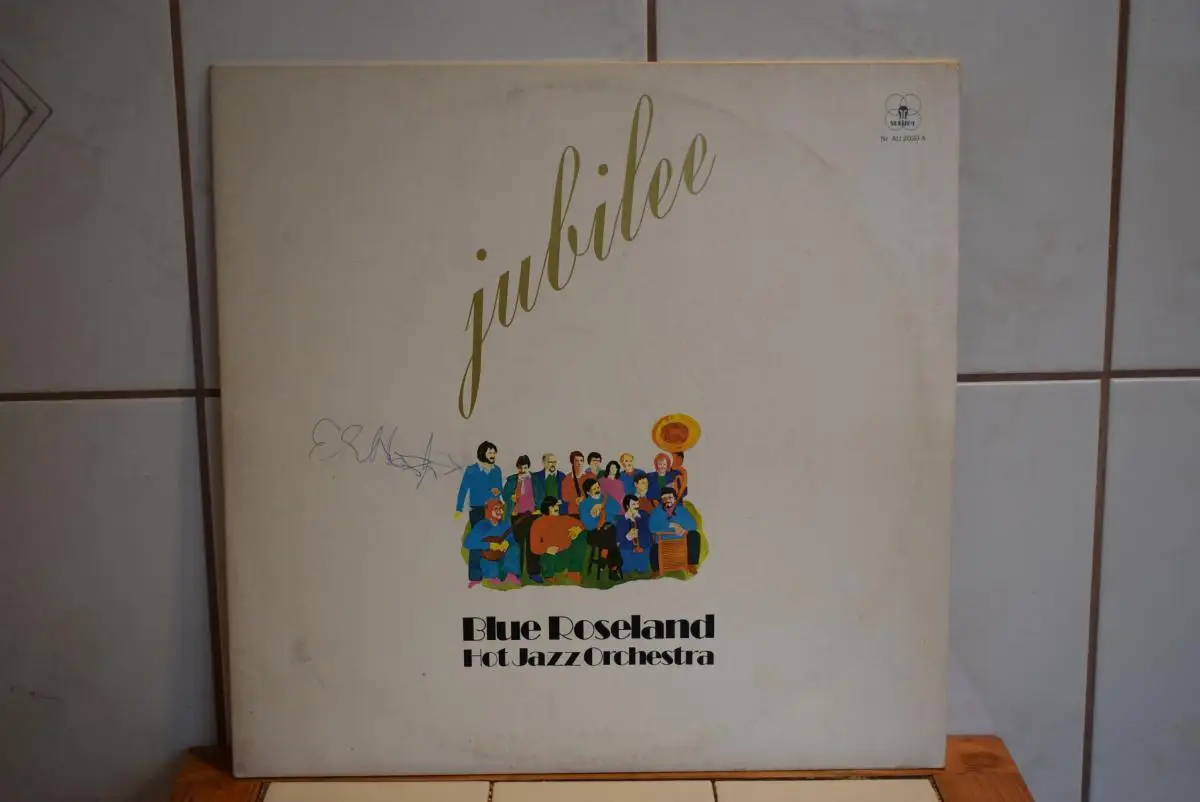 jubilee
Blue Roseland
Hot Jazz Orchestra